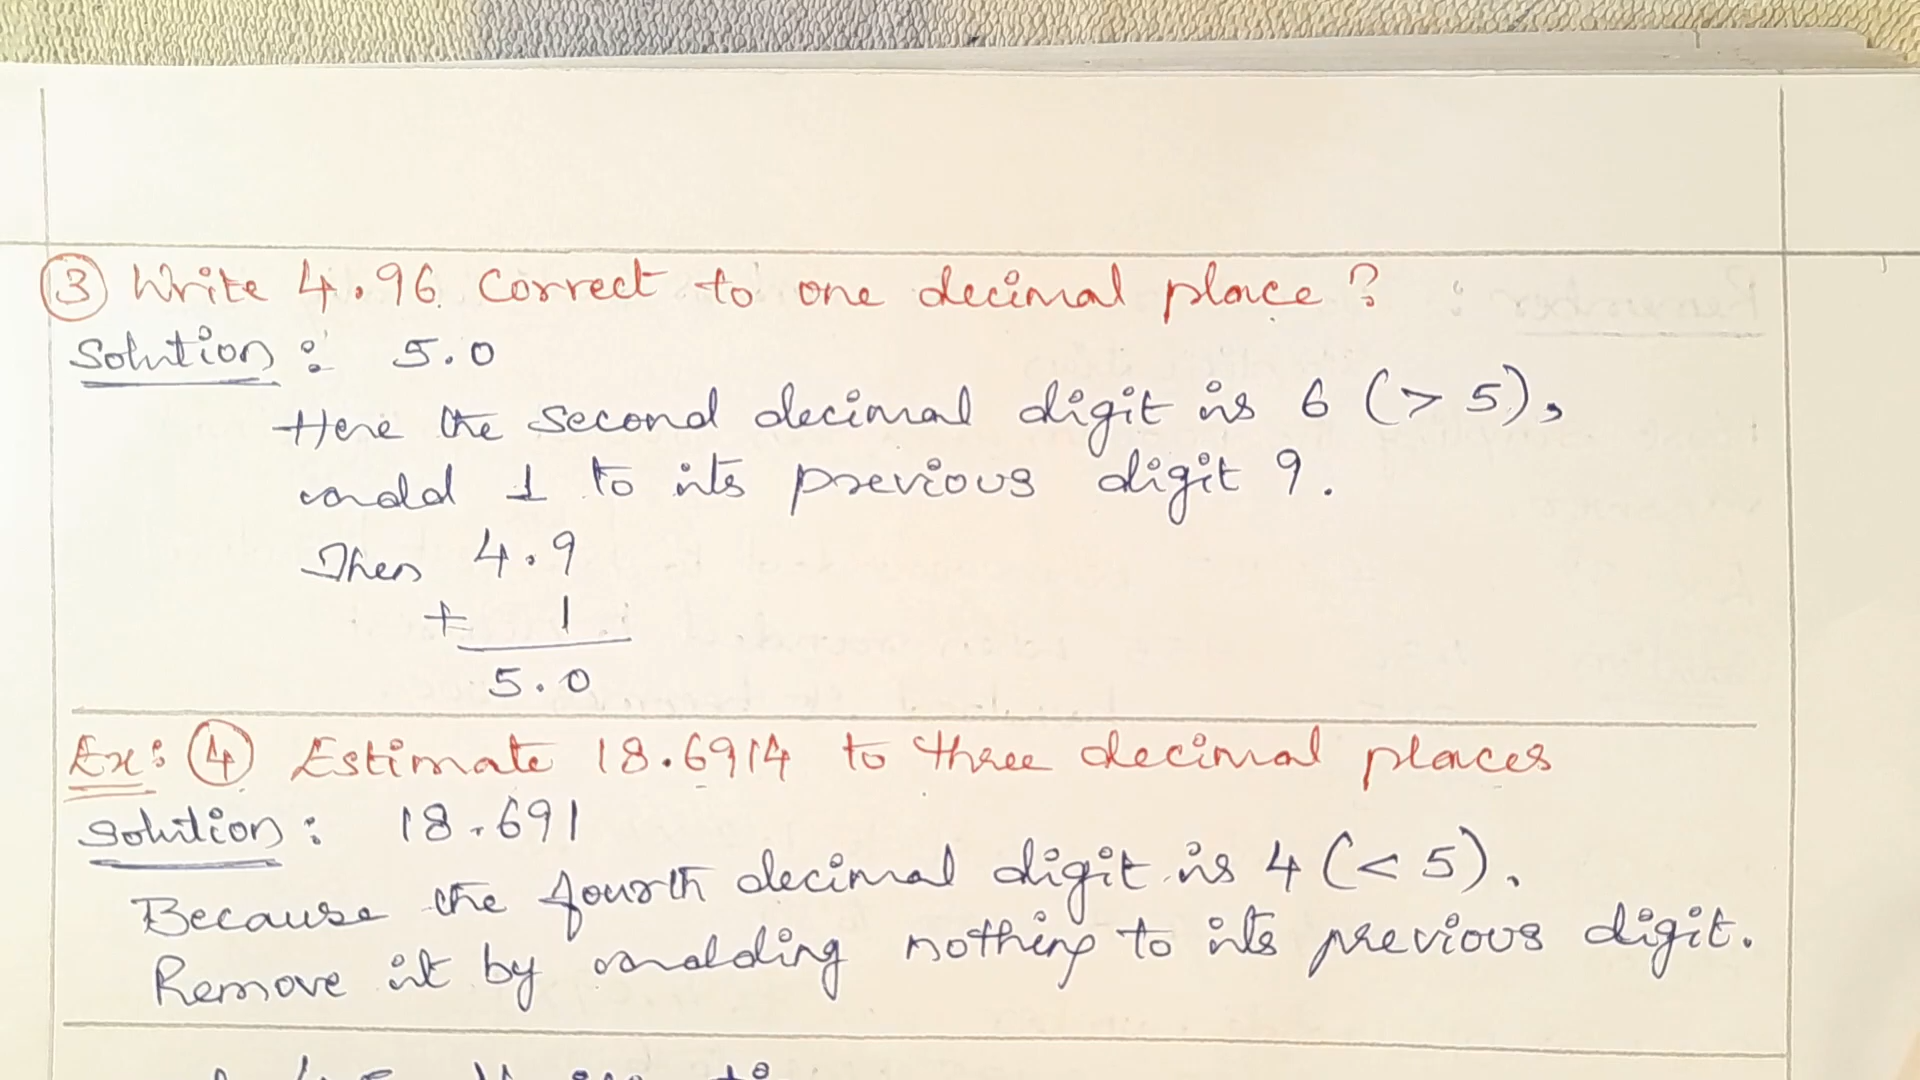 ③ Write 4.96 correct to one decimal place?
Solution: 5.0
Here the second decimal digit is 6 (> 5),
add 1 to its previous digit 9.
Then 4.9
+ 1
5.0
Ex: ④ Estimate 18.6914 to three decimal places
Solution: 18.691
Because the fourth decimal digit is 4 (< 5).
Remove it by adding nothing to its previous digit.